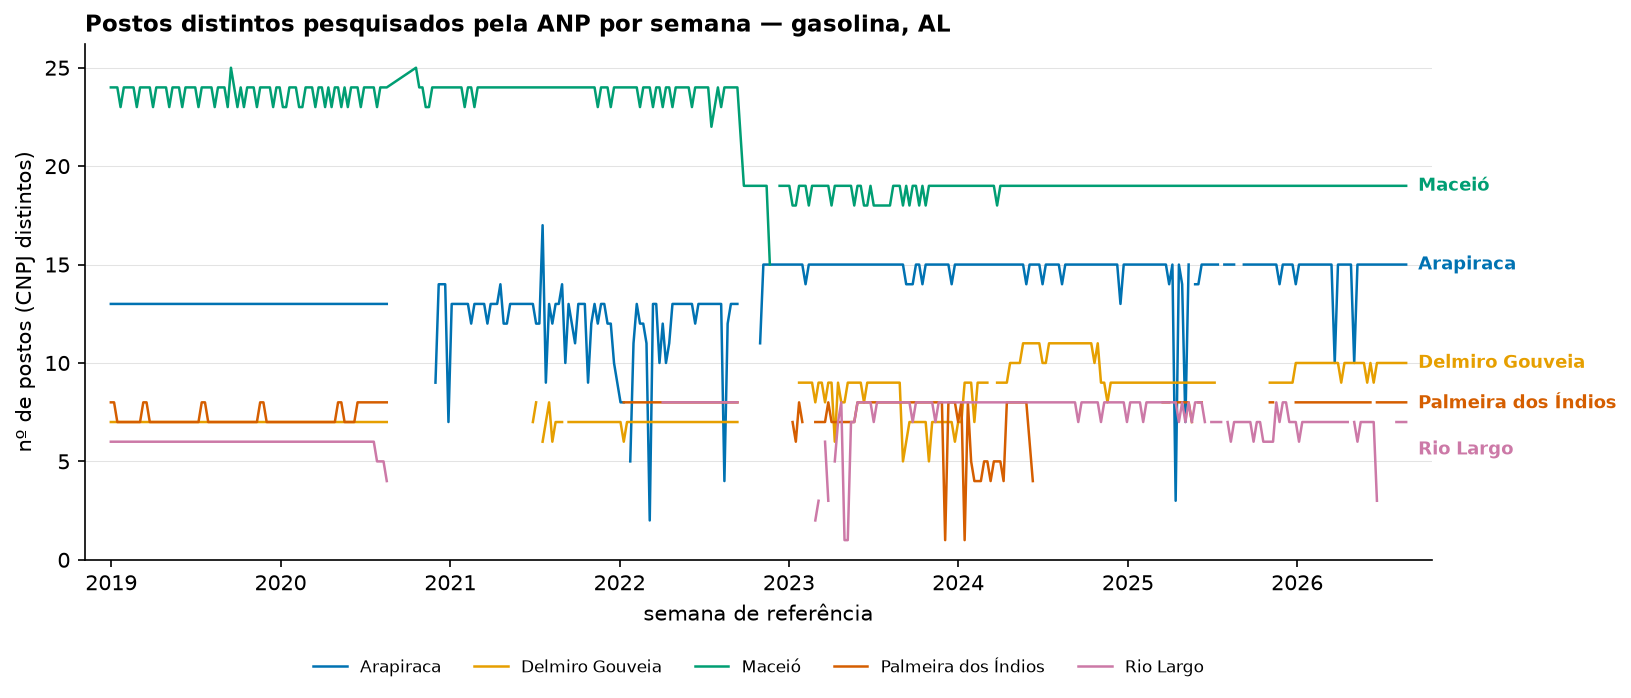 Postos distintos pesquisados pela ANP por semana — gasolina, AL
nº de postos (CNPJ distintos)
25
20
15
10
5
0
Maceió
Arapiraca
Delmiro Gouveia
Palmeira dos Índios
Rio Largo
2019 2020 2021 2022 2023 2024 2025 2026
semana de referência
Arapiraca Delmiro Gouveia Maceió Palmeira dos Índios Rio Largo